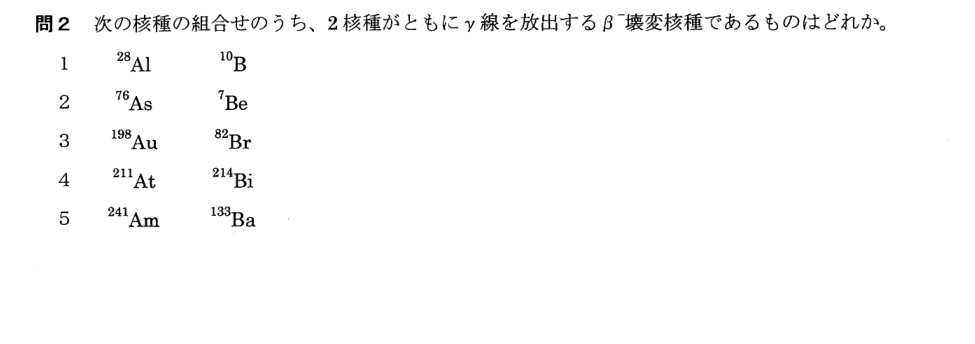 問2 次の核種の組合せのうち、2核種がともにγ線を放出するβ⁻壊変核種であるものはどれか。
1 ²⁸Al ¹⁰B
2 ⁷⁶As ⁷Be
3 ¹⁹⁸Au ⁸²Br
4 ²¹¹At ²¹⁴Bi
5 ²⁴¹Am ¹³³Ba